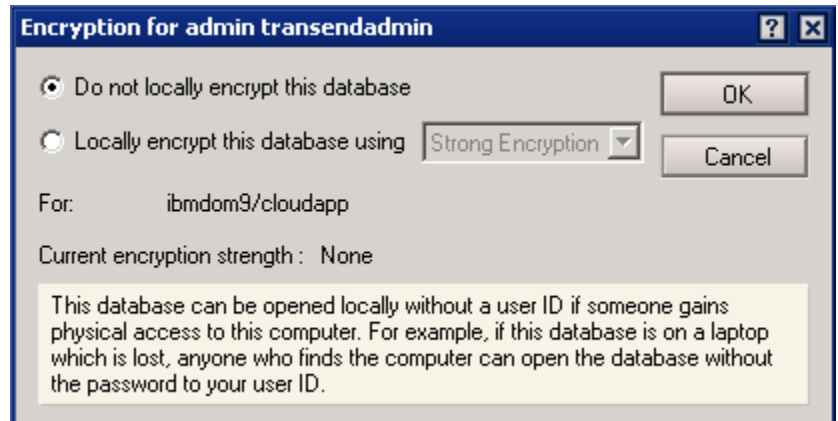 Encryption for admin transendadmin
Do not locally encrypt this database
OK
Locally encrypt this database using Strong Encryption
Cancel
For: ibmdom9/cloudapp
Current encryption strength : None
This database can be opened locally without a user ID if someone gains
physical access to this computer. For example, if this database is on a laptop
which is lost, anyone who finds the computer can open the database without
the password to your user ID.